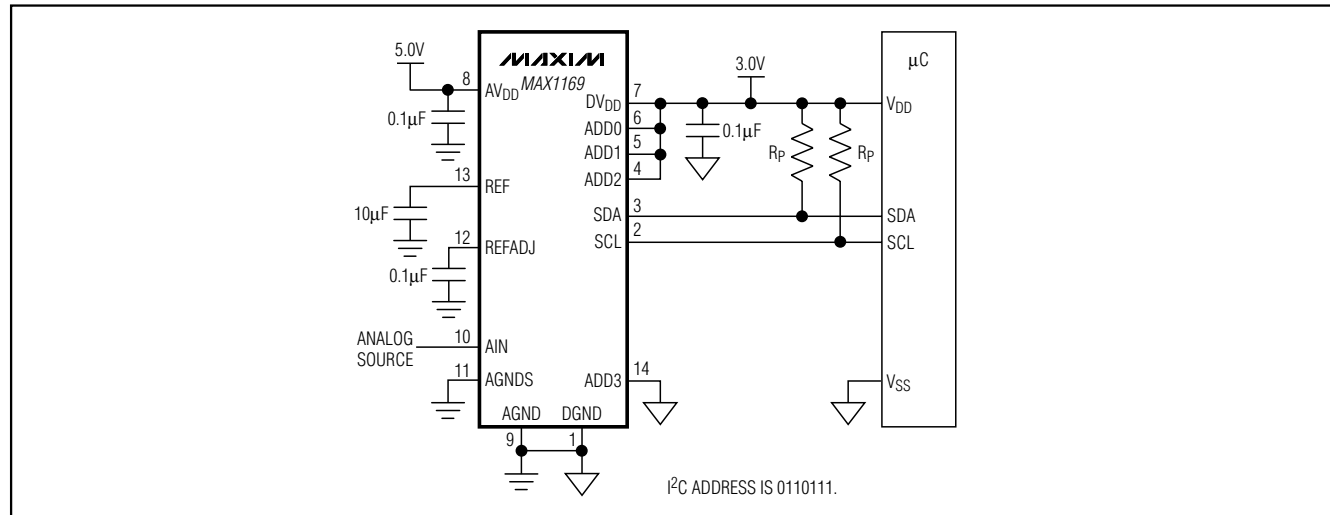 5.0V
MAXIM
MAX1169
8
AVDD
0.1µF
13
REF
10µF
12
REFADJ
0.1µF
ANALOG
SOURCE
10
AIN
11
AGNDS
AGND
DGND
9
1
7
DVDD
6
ADD0
5
ADD1
4
ADD2
3
SDA
2
SCL
14
ADD3
3.0V
0.1µF
RP
RP
µC
VDD
SDA
SCL
VSS
I²C ADDRESS IS 0110111.